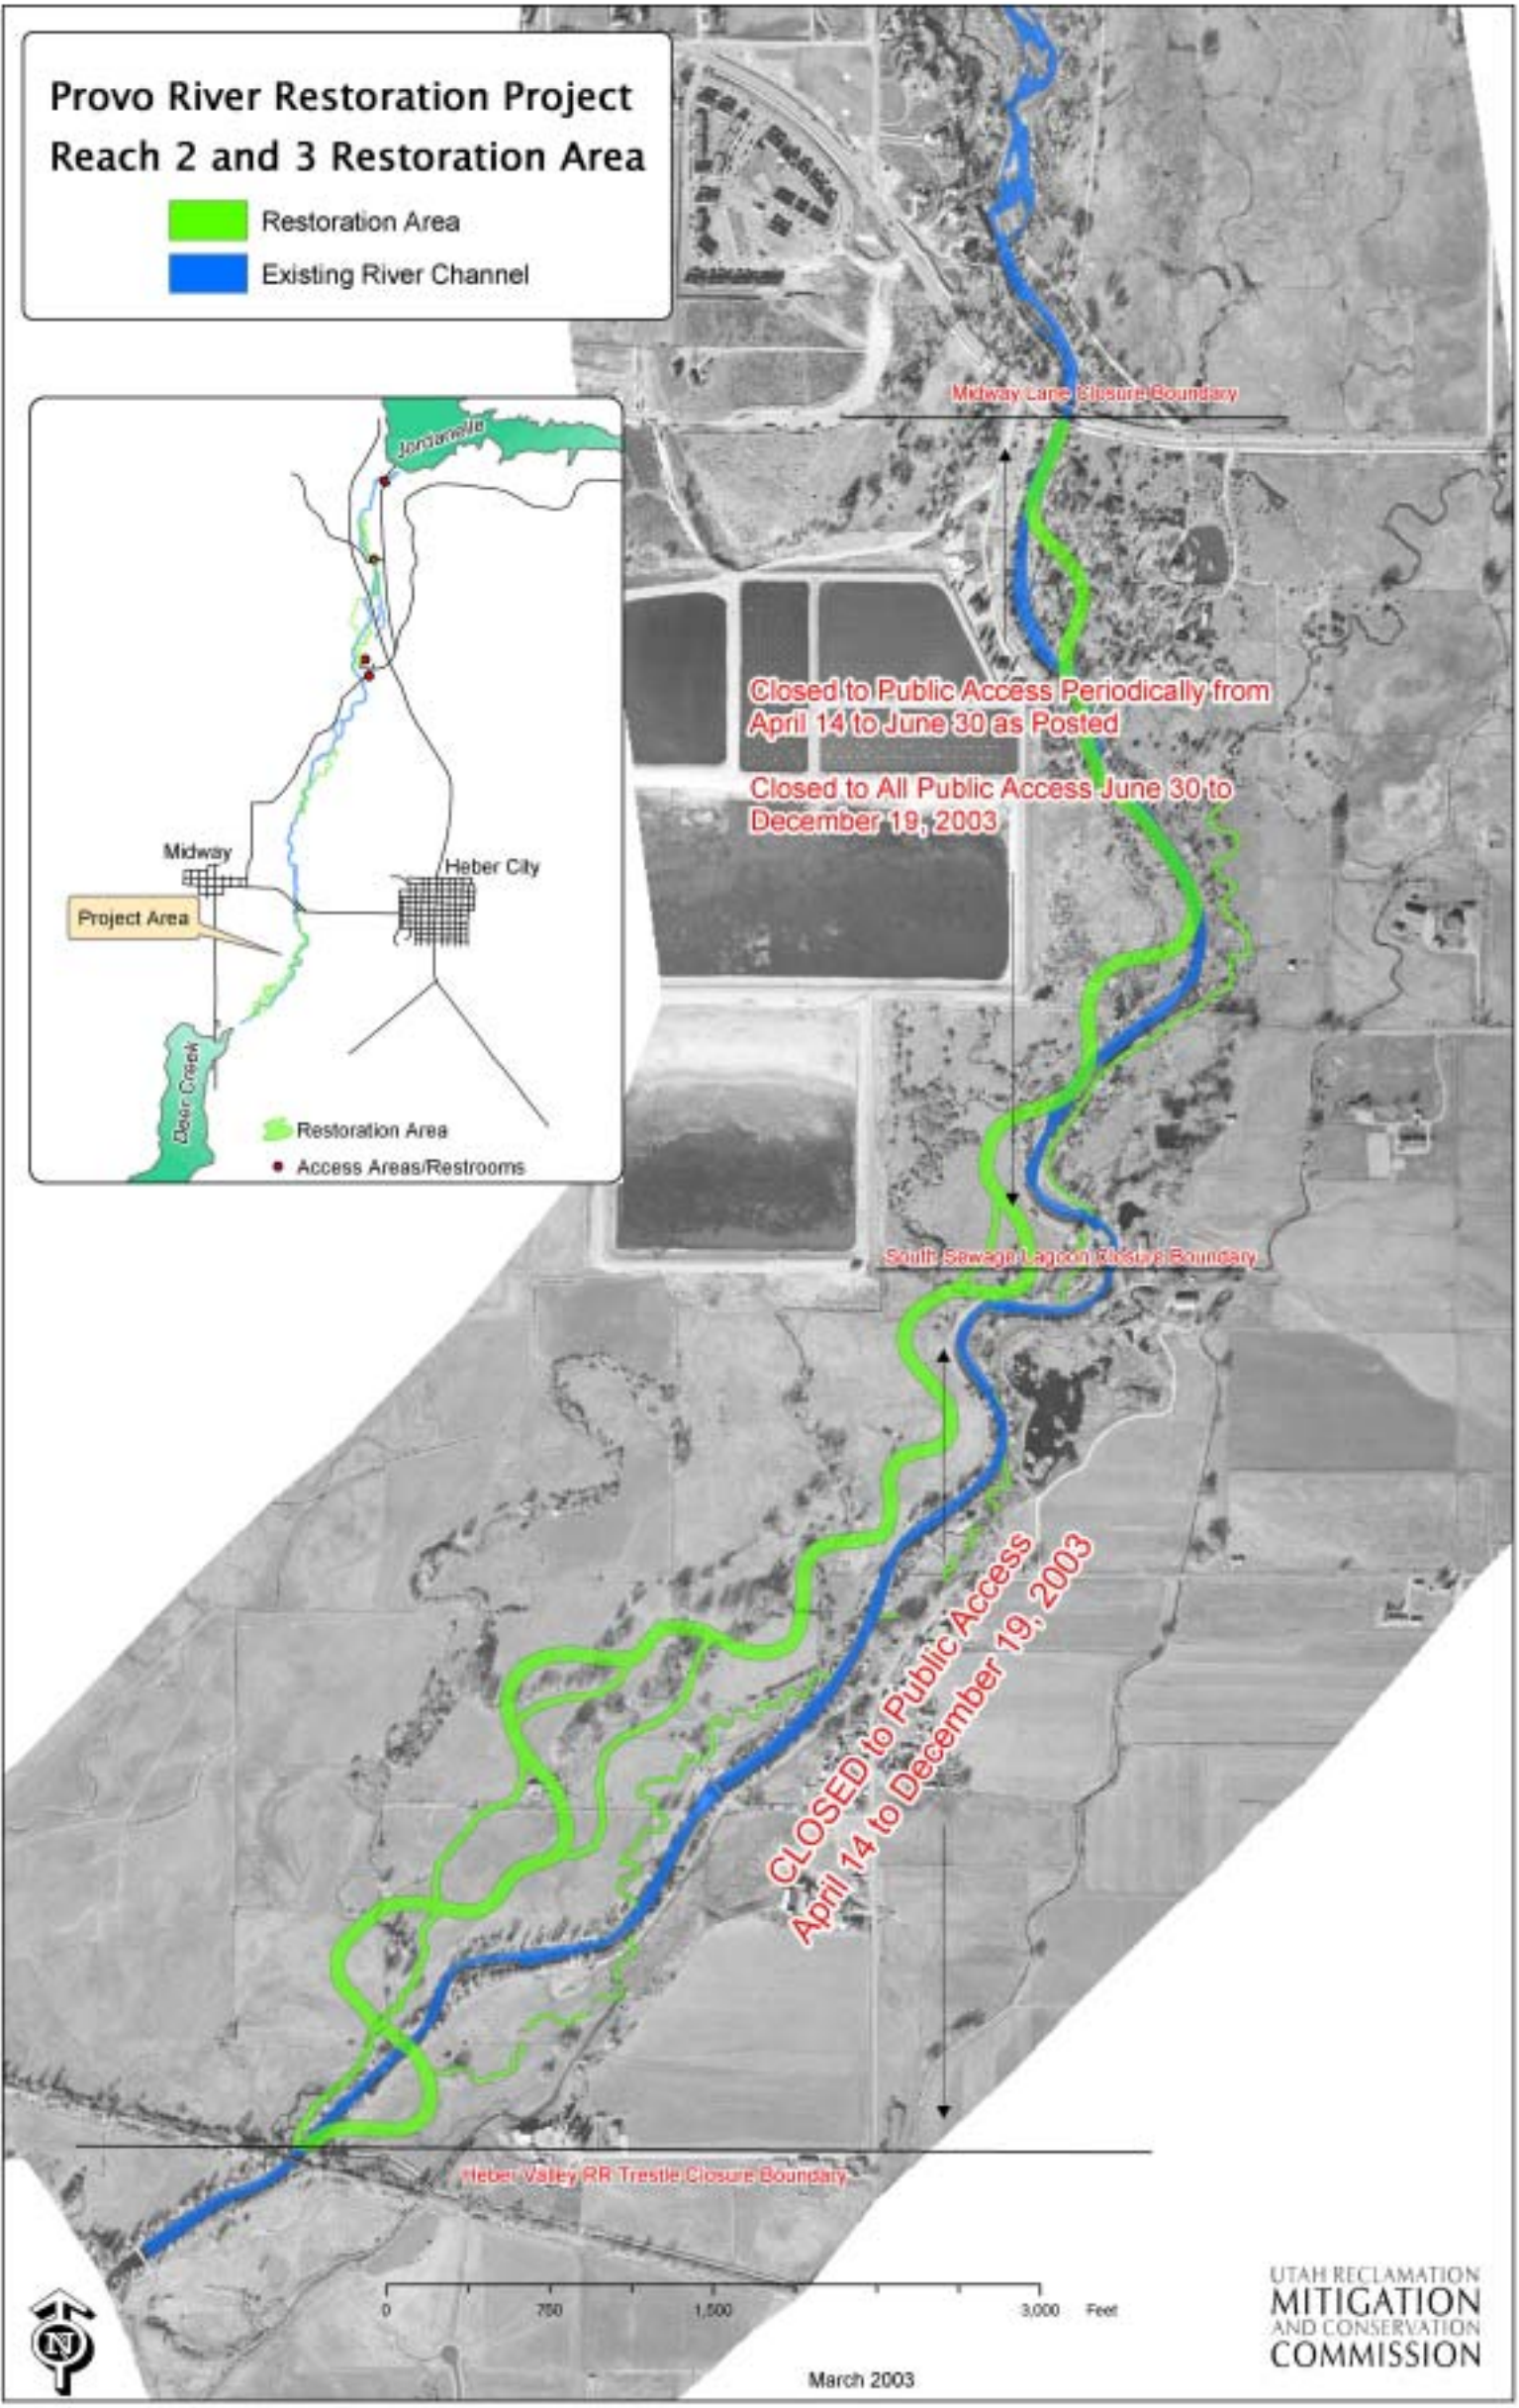 Provo River Restoration Project
Reach 2 and 3 Restoration Area
Restoration Area
Existing River Channel
Jordanelle
Midway
Heber City
Project Area
Deer Creek
Restoration Area
Access Areas/Restrooms
Midway Lane Closure Boundary
Closed to Public Access Periodically from
April 14 to June 30 as Posted
Closed to All Public Access June 30 to
December 19, 2003
South Sewage Lagoon Closure Boundary
CLOSED to Public Access
April 14 to December 19, 2003
Heber Valley RR Trestle Closure Boundary
N
0 750 1,500 3,000 Feet
March 2003
UTAH RECLAMATION
MITIGATION
AND CONSERVATION
COMMISSION